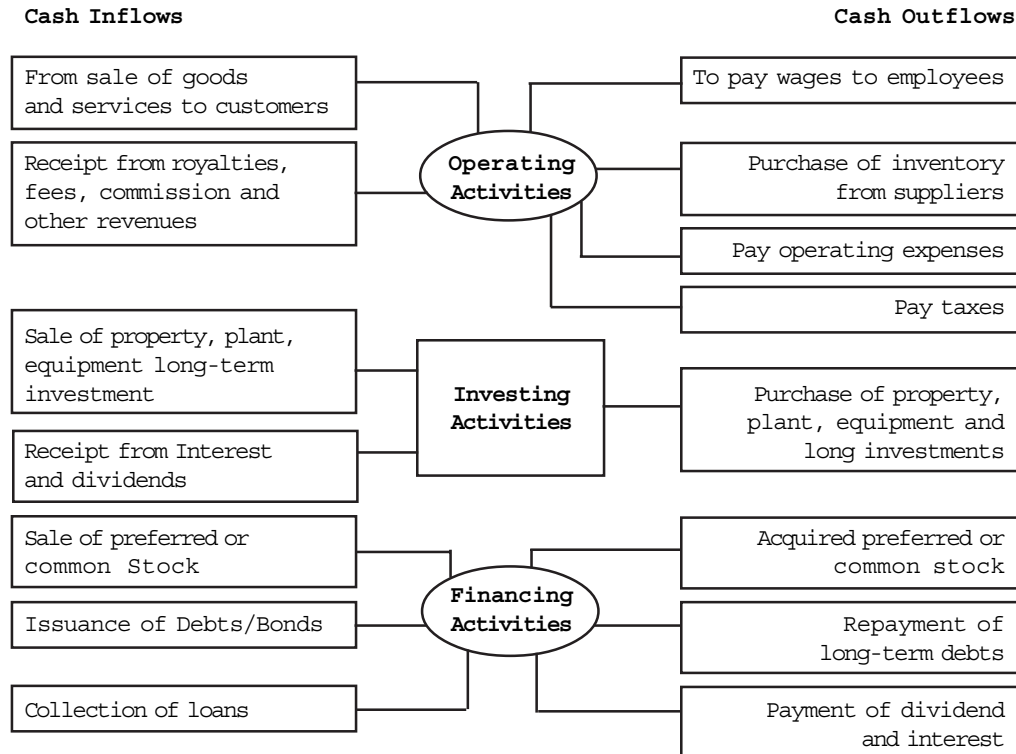 Cash Inflows
Cash Outflows
From sale of goods
and services to customers
Receipt from royalties,
fees, commission and
other revenues
Operating
Activities
To pay wages to employees
Purchase of inventory
from suppliers
Pay operating expenses
Pay taxes
Sale of property, plant,
equipment long-term
investment
Receipt from Interest
and dividends
Investing
Activities
Purchase of property,
plant, equipment and
long investments
Sale of preferred or
common Stock
Issuance of Debts/Bonds
Collection of loans
Financing
Activities
Acquired preferred or
common stock
Repayment of
long-term debts
Payment of dividend
and interest